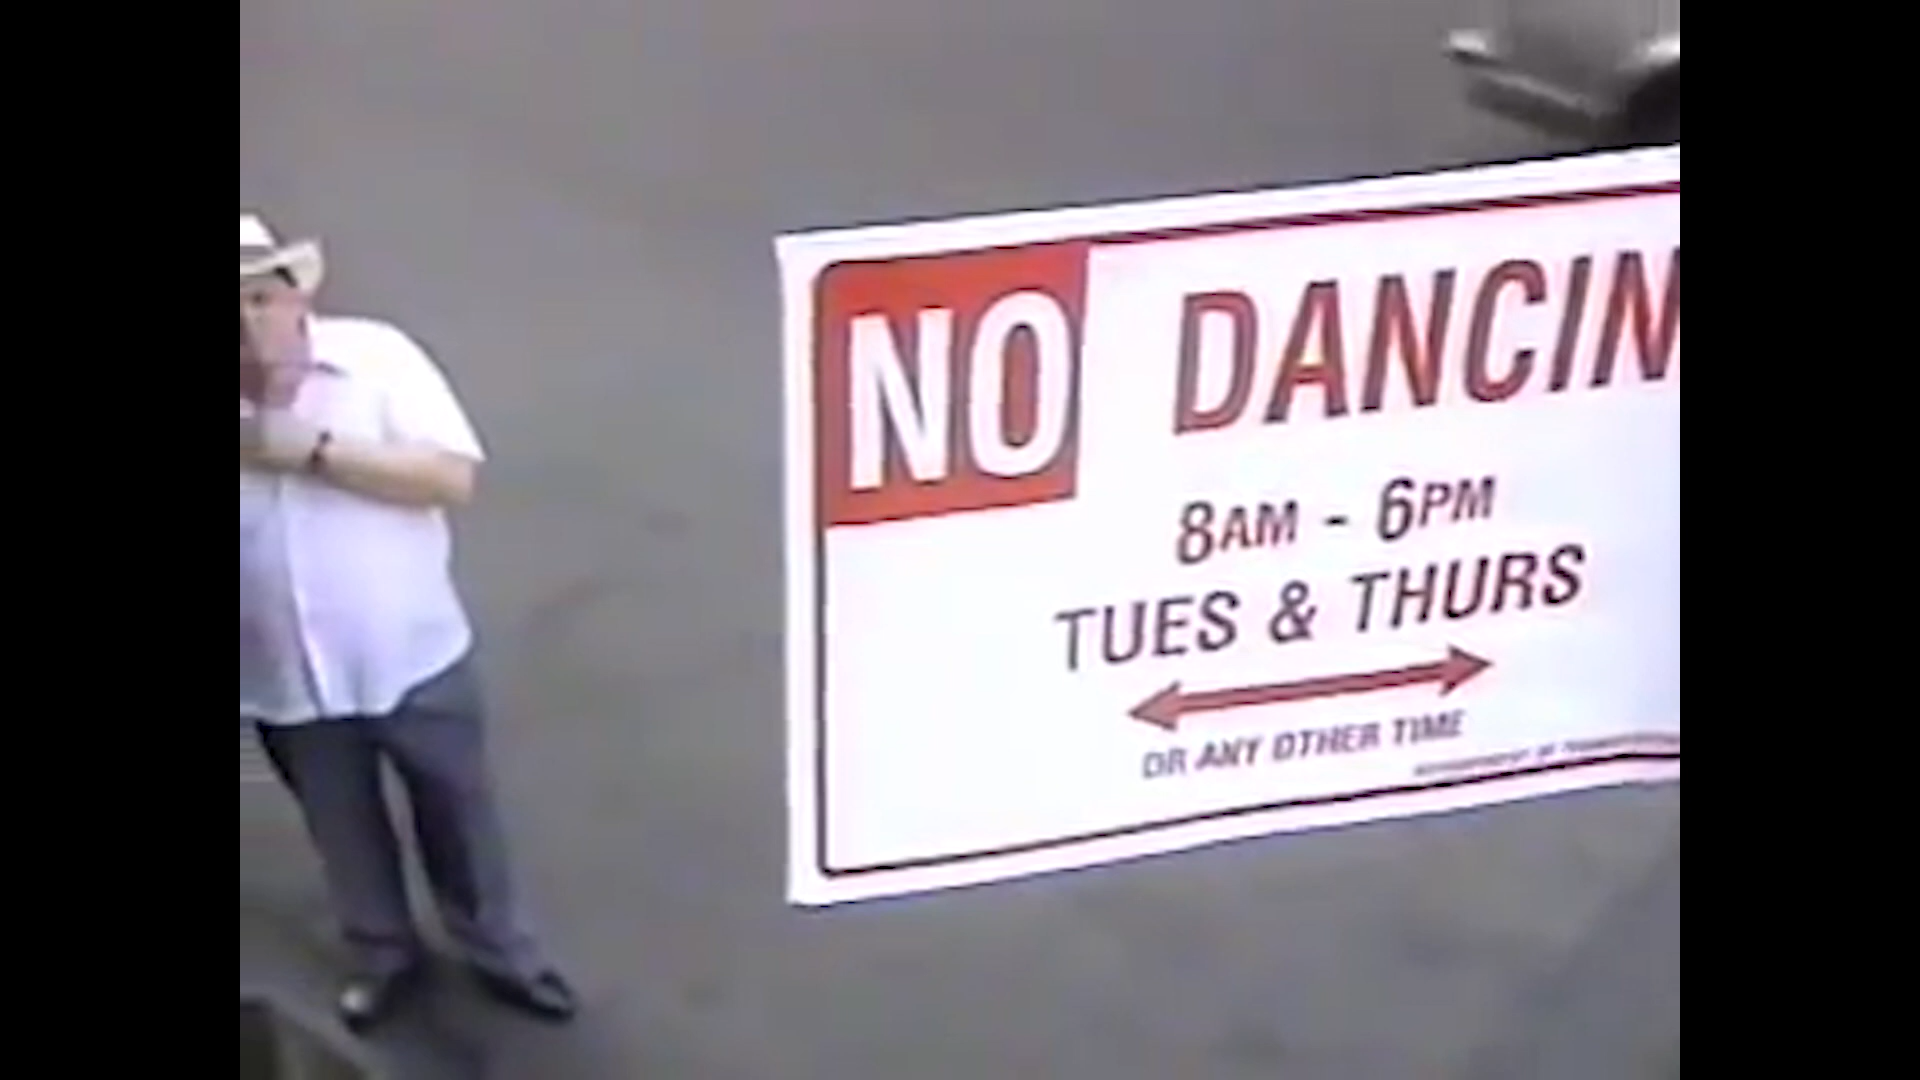 NO DANCIN
8AM - 6PM
TUES & THURS
OR ANY OTHER TIME